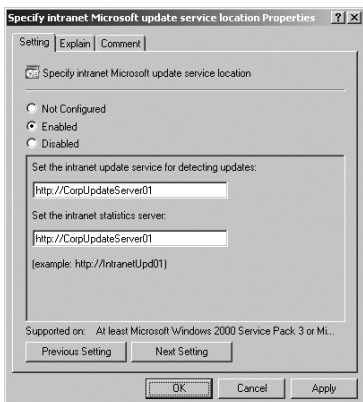 Specify intranet Microsoft update service location Properties
Setting Explain Comment
Specify intranet Microsoft update service location
Not Configured
Enabled
Disabled
Set the intranet update service for detecting updates:
http://CorpUpdateServer01
Set the intranet statistics server:
http://CorpUpdateServer01
(example: http://IntranetUpd01)
Supported on: At least Microsoft Windows 2000 Service Pack 3 or Mi...
Previous Setting Next Setting
OK Cancel Apply